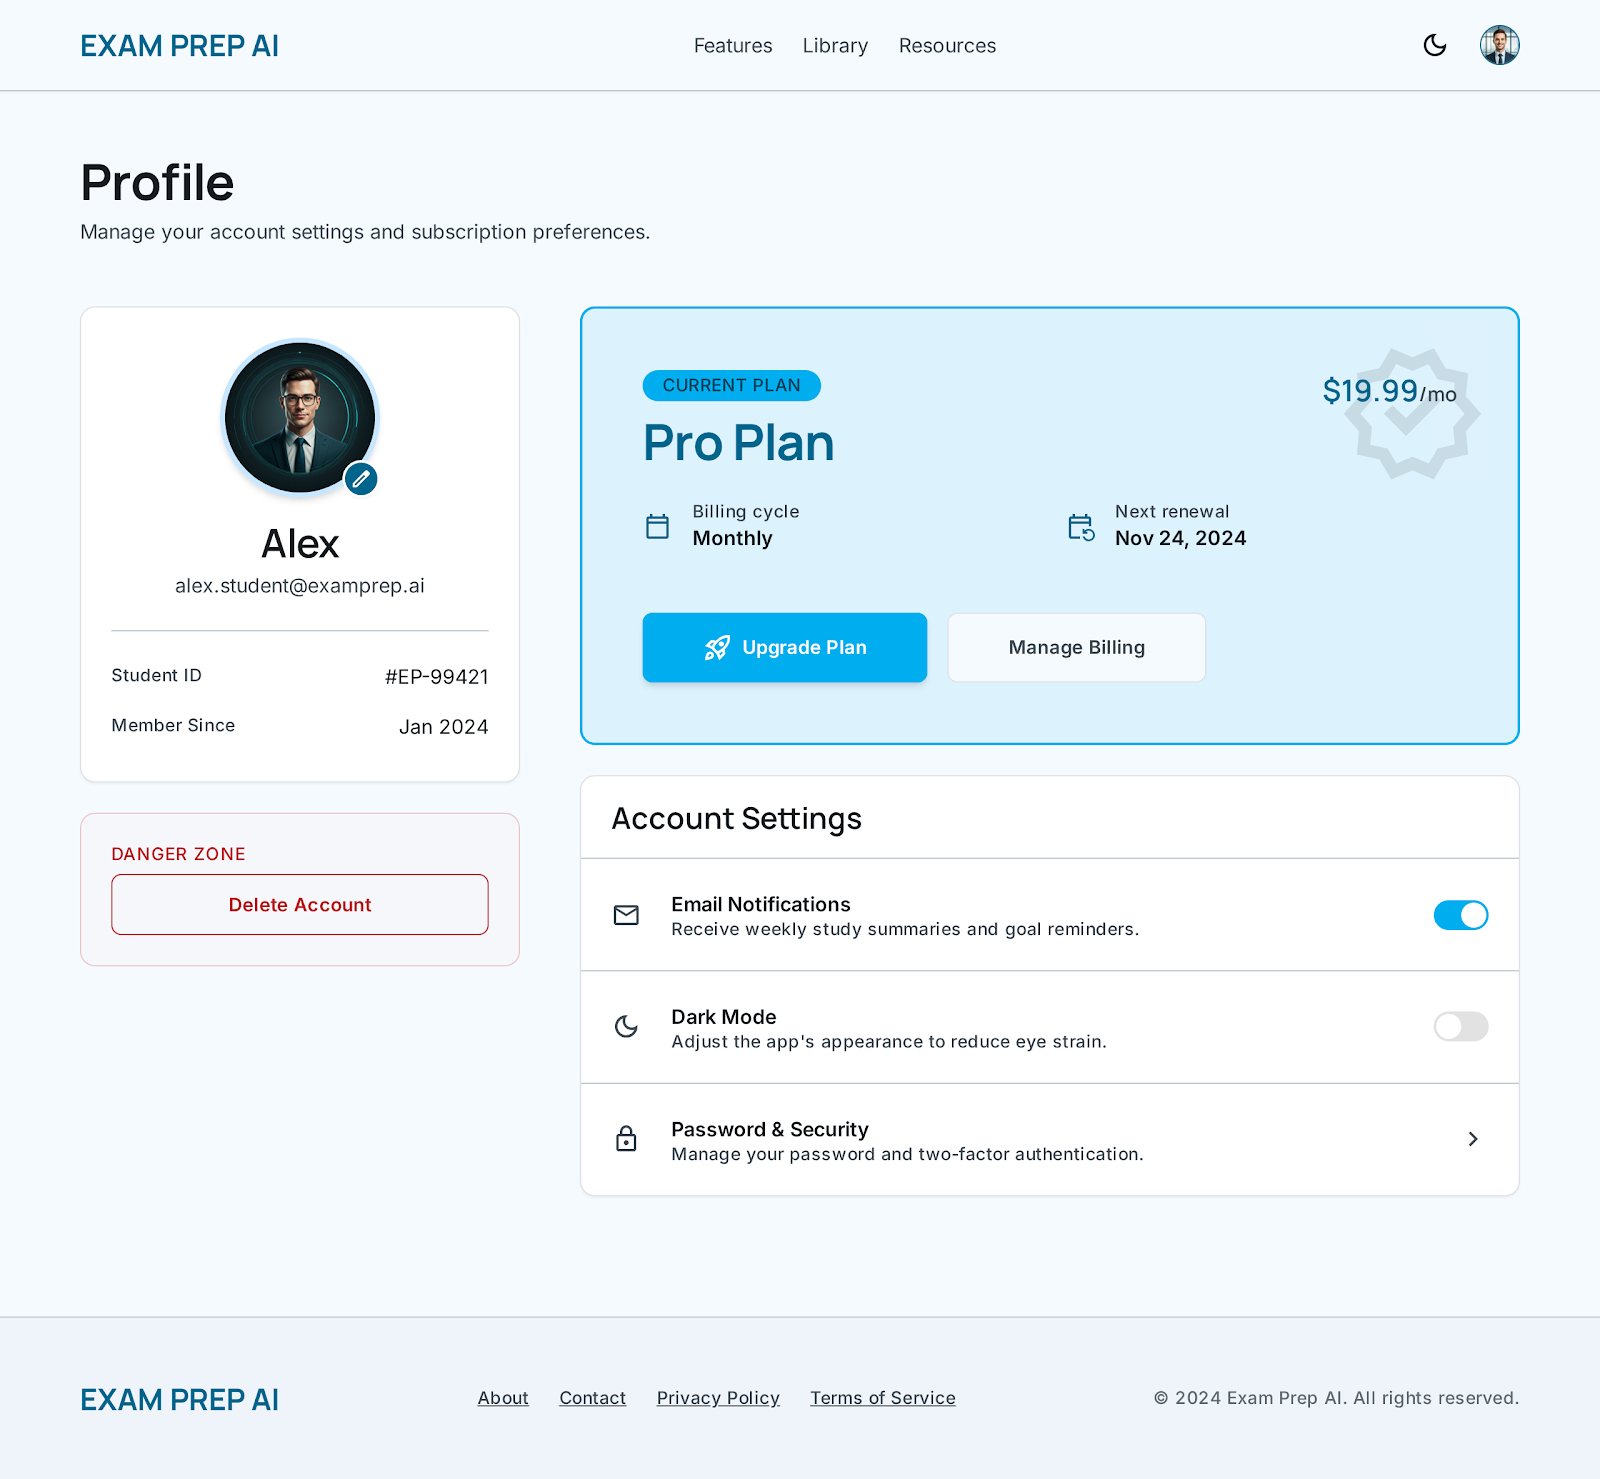 EXAM PREP AI
Features
Library
Resources
Profile
Manage your account settings and subscription preferences.
Alex
alex.student@examprep.ai
Student ID
#EP-99421
Member Since
Jan 2024
DANGER ZONE
Delete Account
CURRENT PLAN
$19.99/mo
Pro Plan
Billing cycle
Monthly
Next renewal
Nov 24, 2024
Upgrade Plan
Manage Billing
Account Settings
Email Notifications
Receive weekly study summaries and goal reminders.
Dark Mode
Adjust the app's appearance to reduce eye strain.
Password & Security
Manage your password and two-factor authentication.
EXAM PREP AI
About
Contact
Privacy Policy
Terms of Service
© 2024 Exam Prep AI. All rights reserved.